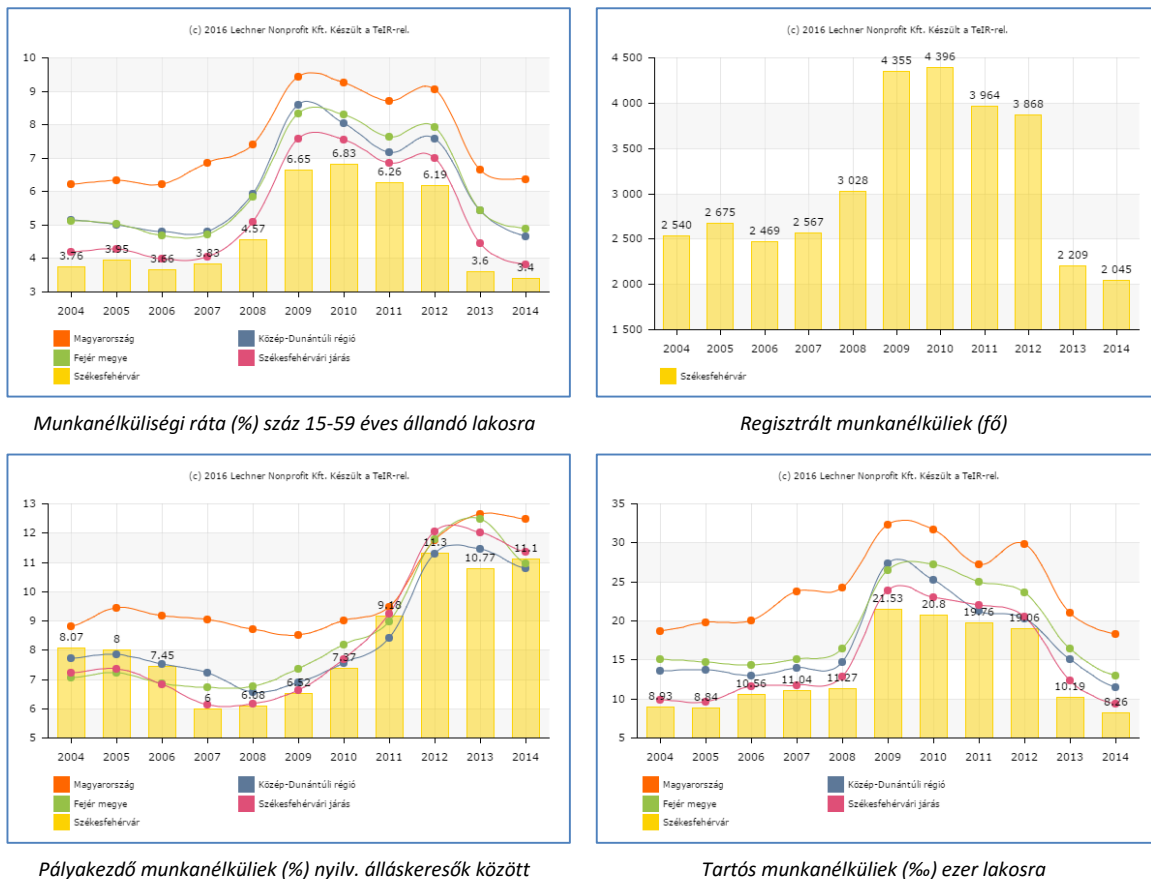 (c) 2016 Lechner Nonprofit Kft. Készült a TeIR-rel.
10
9
8
7
6
5
4
3
3.76 3.95 3.66 3.83 4.57 6.65 6.83 6.26 6.19 3.6 3.4
2004 2005 2006 2007 2008 2009 2010 2011 2012 2013 2014
Magyarország Közép-Dunántúli régió
Fejér megye Székesfehérvári járás
Székesfehérvár
Munkanélküliségi ráta (%) száz 15-59 éves állandó lakosra
(c) 2016 Lechner Nonprofit Kft. Készült a TeIR-rel.
4 500
4 000
3 500
3 000
2 500
2 000
1 500
2 540 2 675 2 469 2 567 3 028 4 355 4 396 3 964 3 868 2 209 2 045
2004 2005 2006 2007 2008 2009 2010 2011 2012 2013 2014
Székesfehérvár
Regisztrált munkanélküliek (fő)
(c) 2016 Lechner Nonprofit Kft. Készült a TeIR-rel.
13
12
11
10
9
8
7
6
5
8.07 8 7.45 6 6.08 6.52 7.37 9.18 11.3 10.77 11.1
2004 2005 2006 2007 2008 2009 2010 2011 2012 2013 2014
Magyarország Közép-Dunántúli régió
Fejér megye Székesfehérvári járás
Székesfehérvár
Pályakezdő munkanélküliek (%) nyilv. álláskeresők között
(c) 2016 Lechner Nonprofit Kft. Készült a TeIR-rel.
35
30
25
20
15
10
5
8.93 8.84 10.56 11.04 11.27 21.53 20.8 19.76 19.06 10.19 8.26
2004 2005 2006 2007 2008 2009 2010 2011 2012 2013 2014
Magyarország Közép-Dunántúli régió
Fejér megye Székesfehérvári járás
Székesfehérvár
Tartós munkanélküliek (‰) ezer lakosra